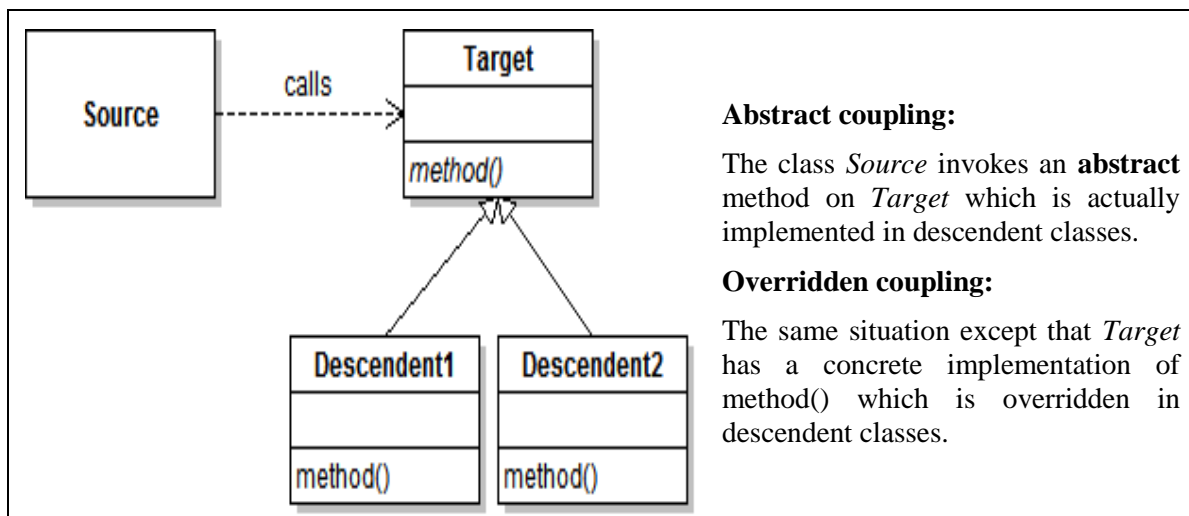 Source
calls
Target
method()
Descendent1
method()
Descendent2
method()
Abstract coupling:
The class Source invokes an abstract
method on Target which is actually
implemented in descendent classes.
Overridden coupling:
The same situation except that Target
has a concrete implementation of
method() which is overridden in
descendent classes.